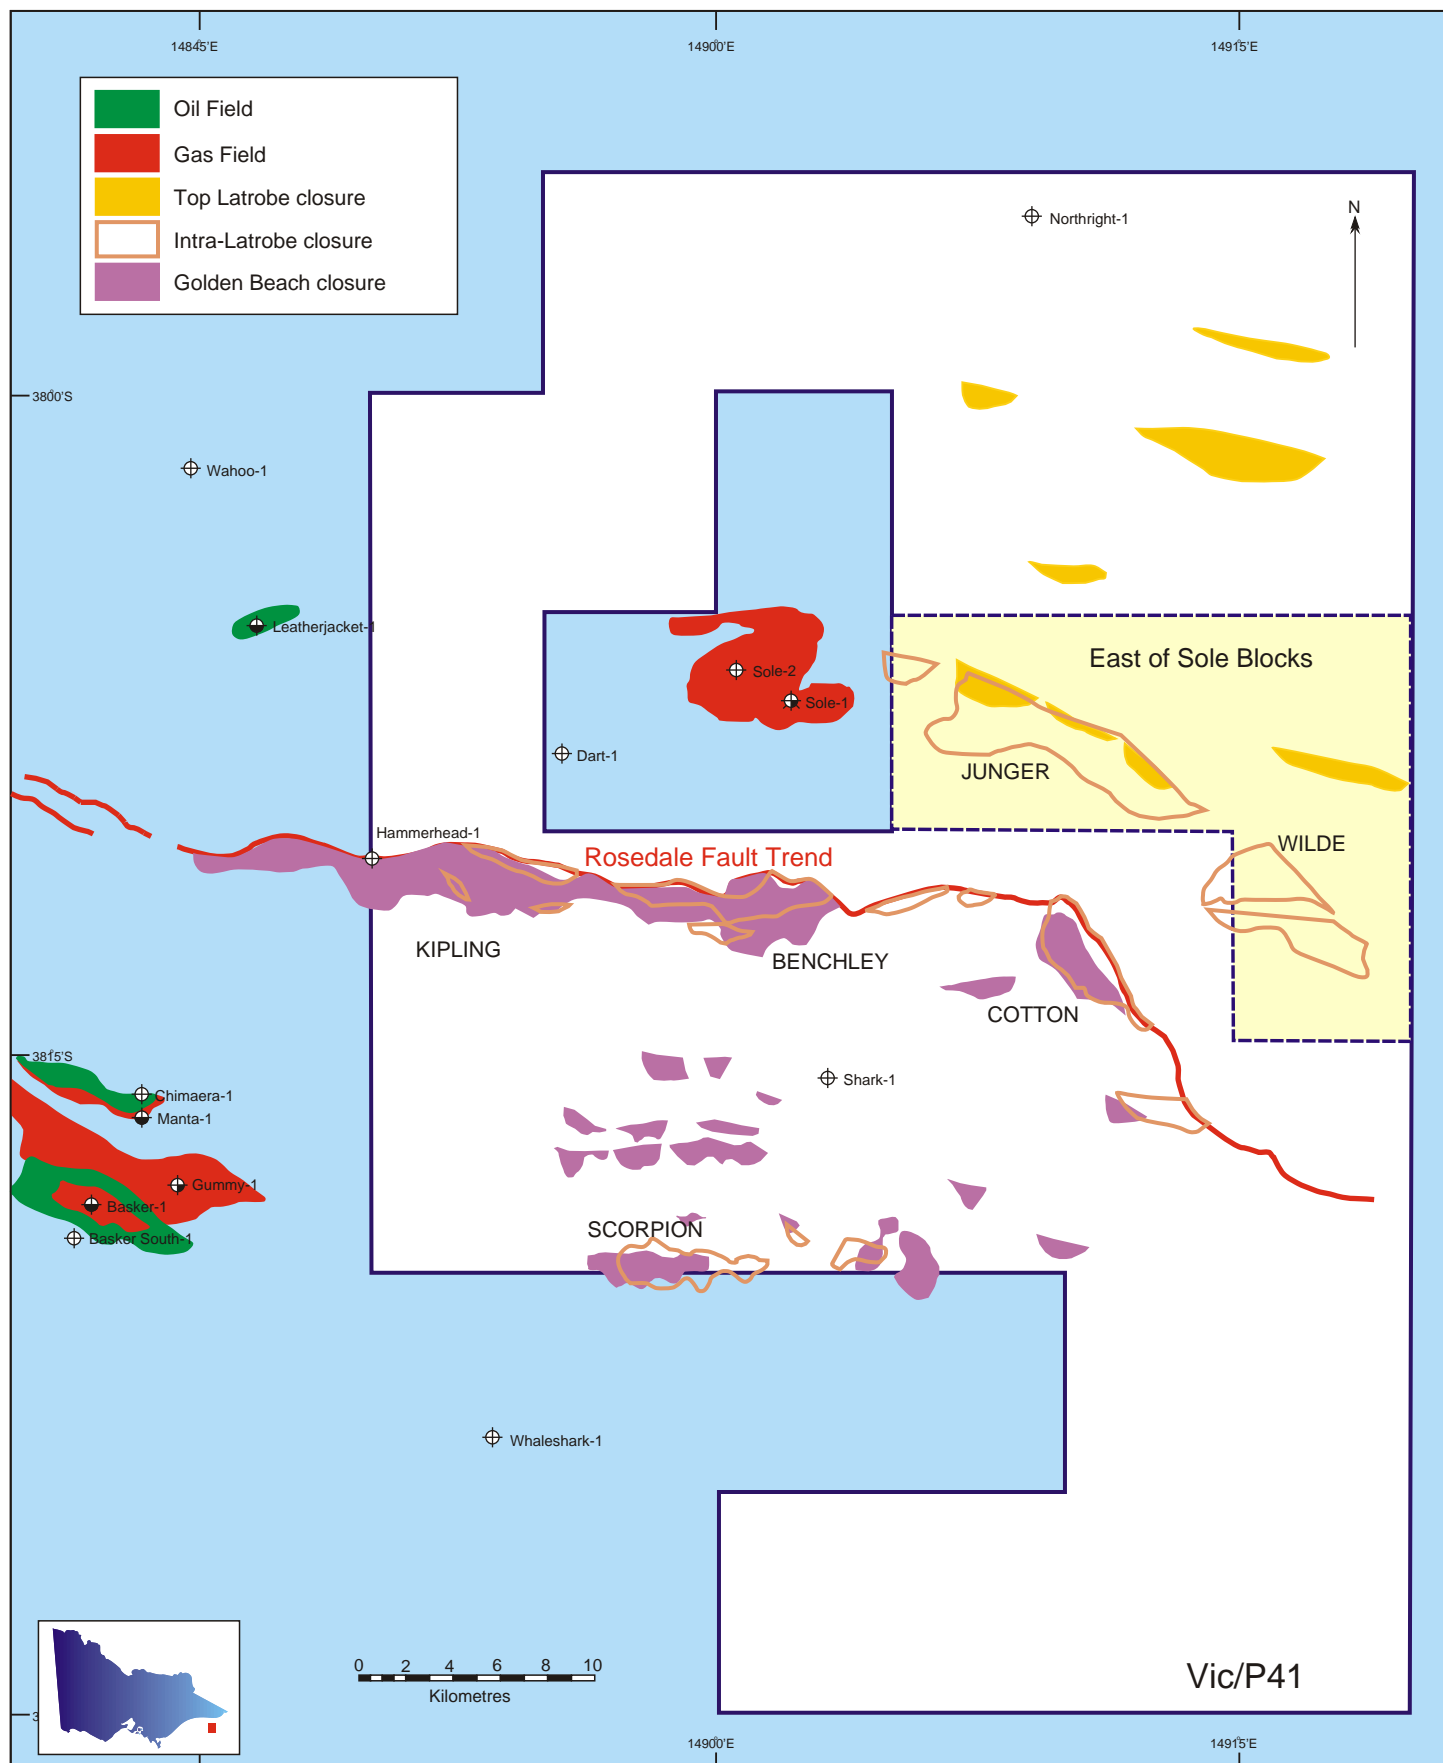 148°45'E
149°00'E
149°15'E
Oil Field
Gas Field
Top Latrobe closure
Intra-Latrobe closure
Golden Beach closure
N
Northright-1
38°00'S
Wahoo-1
Leatherjacket-1
East of Sole Blocks
Sole-2
Sole-1
Dart-1
JUNGER
Hammerhead-1
WILDE
Rosedale Fault Trend
KIPLING
BENCHLEY
COTTON
38°15'S
Shark-1
Chimaera-1
Manta-1
Gummy-1
Basker-1
Basker South-1
SCORPION
Whaleshark-1
0 2 4 6 8 10
Kilometres
Vic/P41
149°00'E
149°15'E